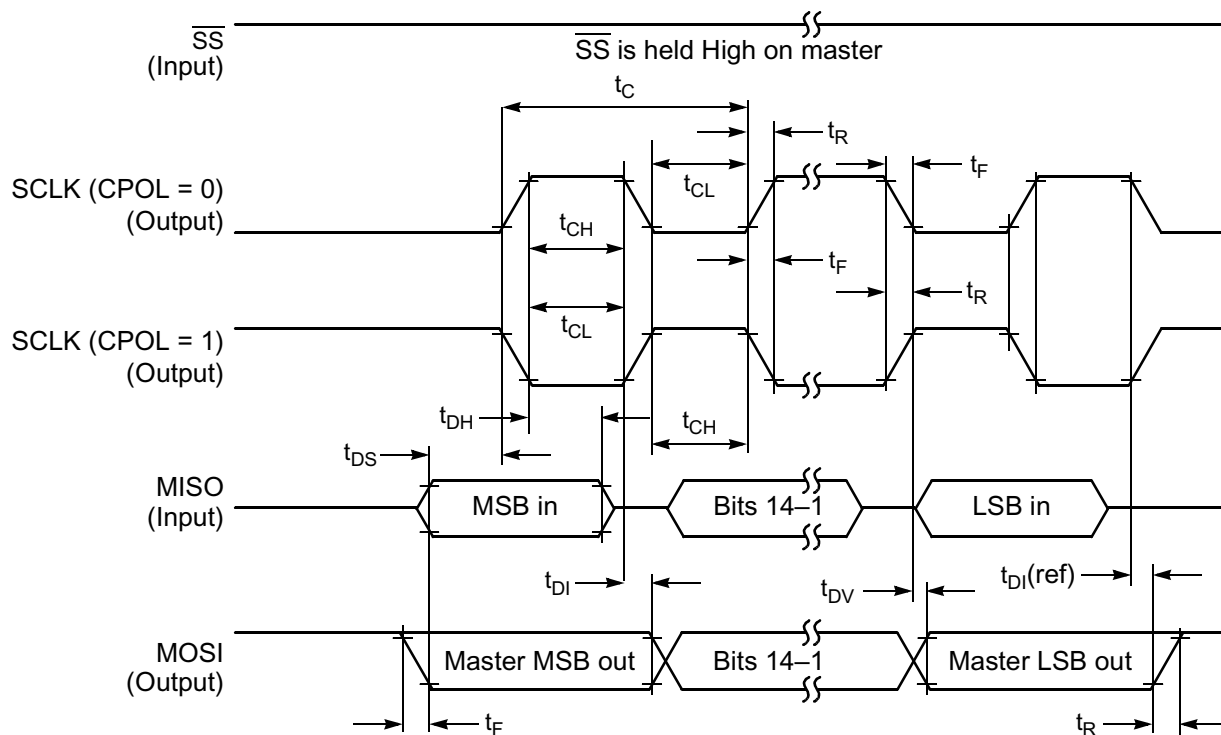 SS
(Input)
SS is held High on master
tC
tR
tF
SCLK (CPOL = 0)
(Output)
tCL
tCH
tF
tR
SCLK (CPOL = 1)
(Output)
tCL
tDH
tCH
tDS
MISO
(Input)
MSB in
Bits 14–1
LSB in
tDI
tDV
tDI(ref)
MOSI
(Output)
Master MSB out
Bits 14–1
Master LSB out
tF
tR